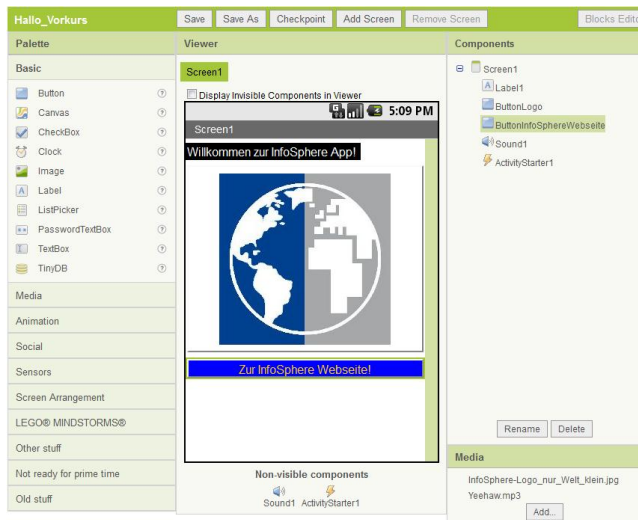 Hallo_Vorkurs
Save
Save As
Checkpoint
Add Screen
Remove Screen
Blocks Edito
Palette
Basic
Button
Canvas
CheckBox
Clock
Image
Label
ListPicker
PasswordTextBox
TextBox
TinyDB
Media
Animation
Social
Sensors
Screen Arrangement
LEGO® MINDSTORMS®
Other stuff
Not ready for prime time
Old stuff
Viewer
Screen1
Display Invisible Components in Viewer
5:09 PM
Screen1
Willkommen zur InfoSphere App!
Zur InfoSphere Webseite!
Non-visible components
Sound1 ActivityStarter1
Components
Screen1
A Label1
ButtonLogo
ButtonInfoSphereWebseite
Sound1
ActivityStarter1
Rename
Delete
Media
InfoSphere-Logo_nur_Welt_klein.jpg
Yeehaw.mp3
Add...